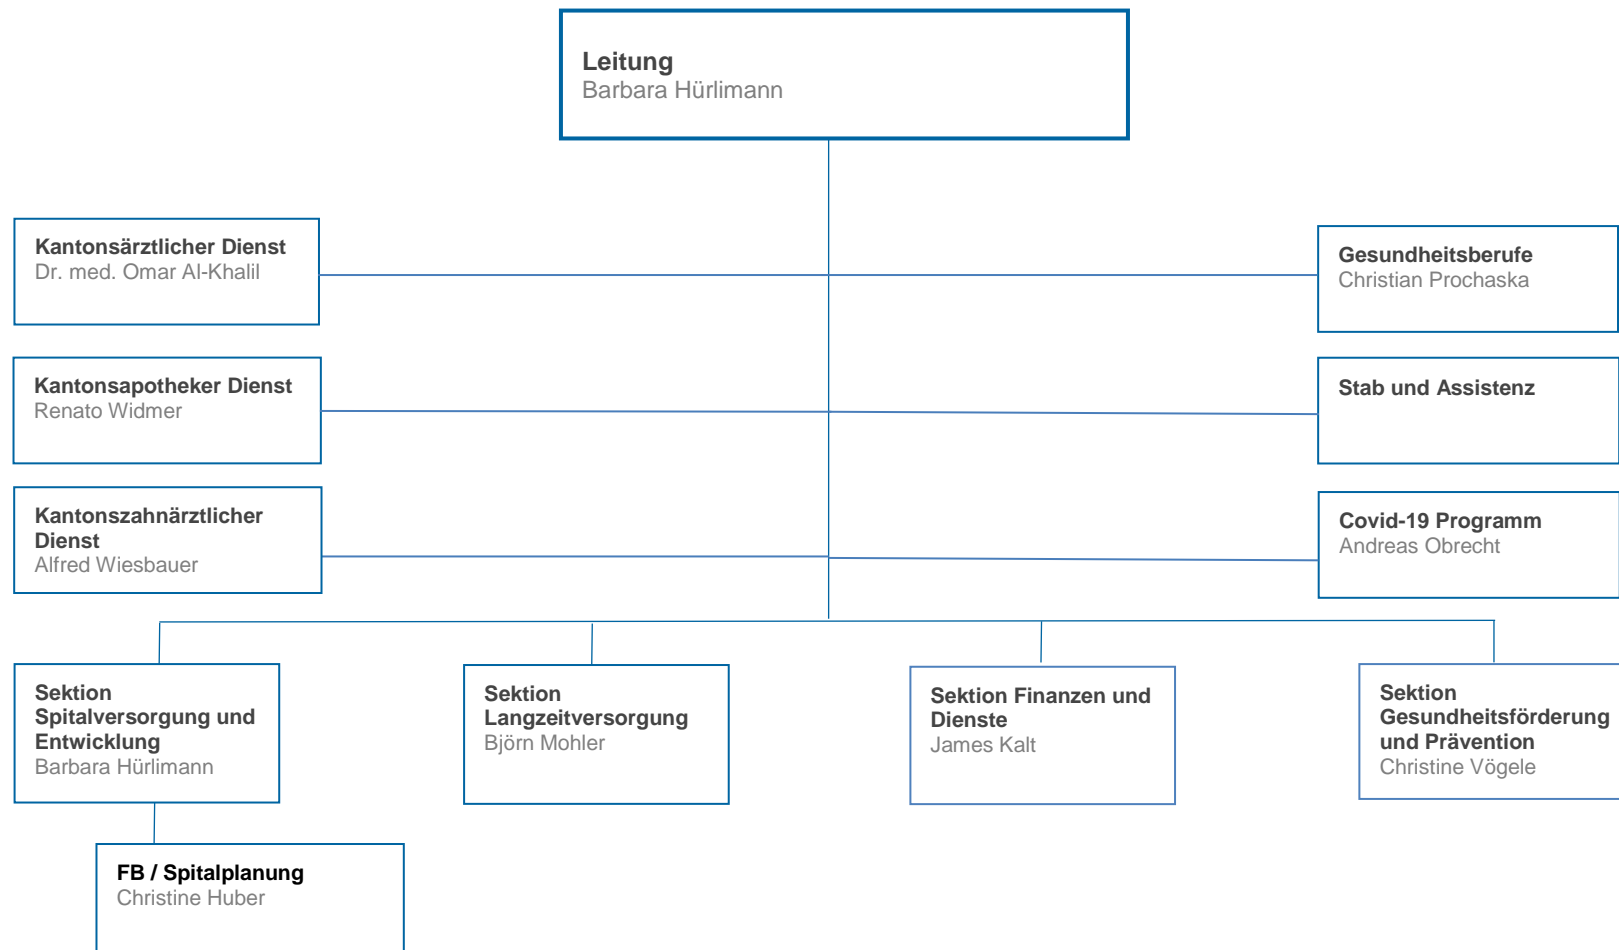 Leitung
Barbara Hürlimann
Kantonsärztlicher Dienst
Dr. med. Omar Al-Khalil
Gesundheitsberufe
Christian Prochaska
Kantonsapotheker Dienst
Renato Widmer
Stab und Assistenz
Kantonszahnärztlicher
Dienst
Alfred Wiesbauer
Covid-19 Programm
Andreas Obrecht
Sektion
Spitalversorgung und
Entwicklung
Barbara Hürlimann
Sektion
Langzeitversorgung
Björn Mohler
Sektion Finanzen und
Dienste
James Kalt
Sektion
Gesundheitsförderung
und Prävention
Christine Vögele
FB / Spitalplanung
Christine Huber